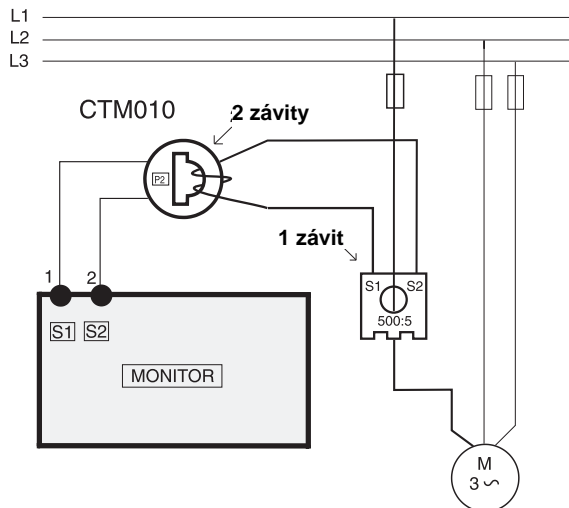 L1
L2
L3
CTM010
2 závity
P2
1 závit
1 2
S1 S2
500:5
S1 S2
MONITOR
M
3 ~